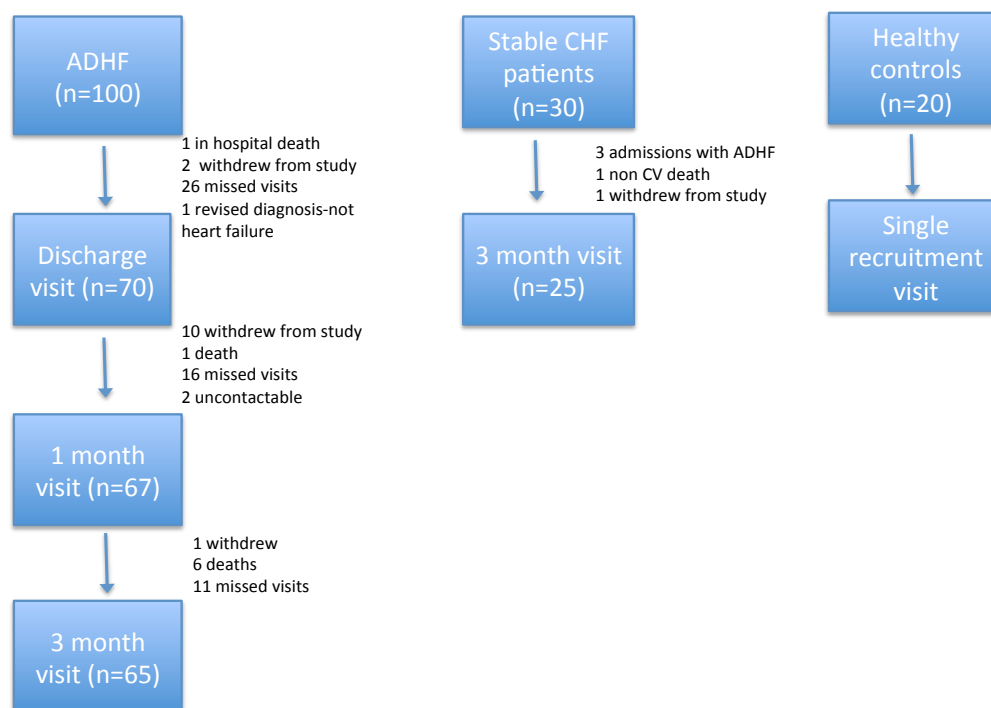 ADHF
(n=100)
1 in hospital death
2 withdrew from study
26 missed visits
1 revised diagnosis-not
heart failure
Discharge
visit (n=70)
10 withdrew from study
1 death
16 missed visits
2 uncontactable
1 month
visit (n=67)
1 withdrew
6 deaths
11 missed visits
3 month
visit (n=65)
Stable CHF
patients
(n=30)
3 admissions with ADHF
1 non CV death
1 withdrew from study
3 month visit
(n=25)
Healthy
controls
(n=20)
Single
recruitment
visit